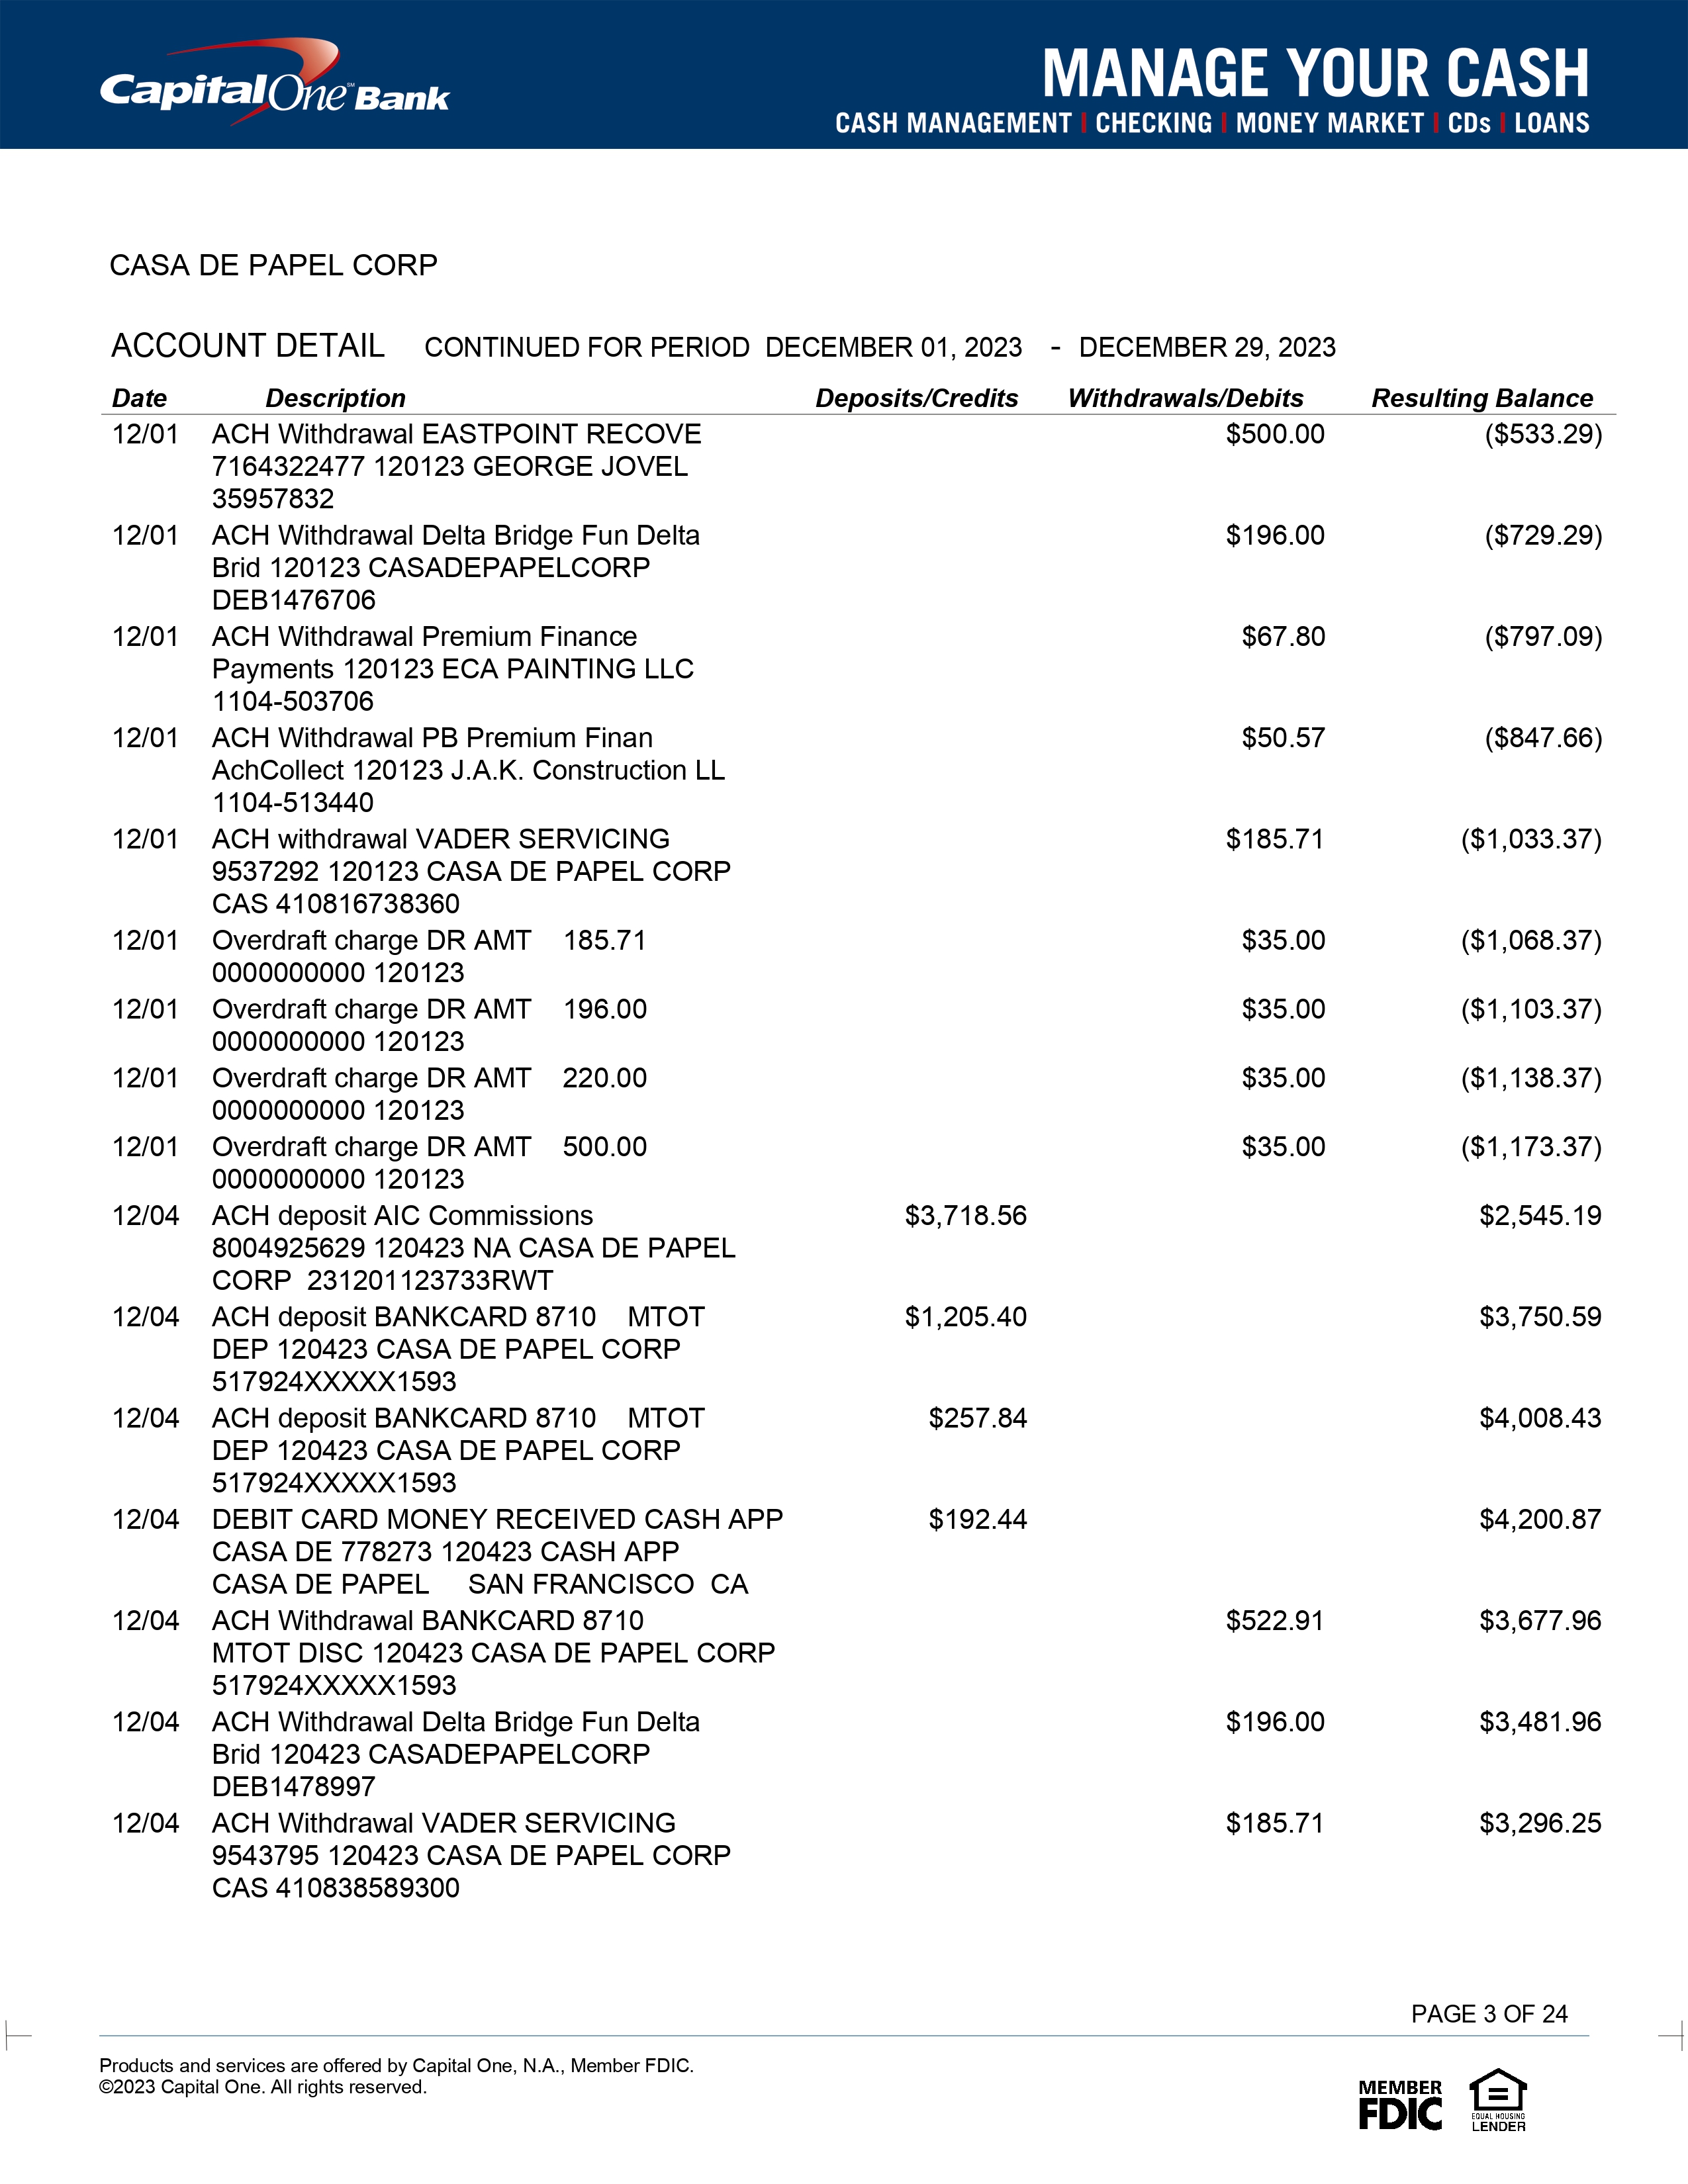 CapitalOne Bank
MANAGE YOUR CASH
CASH MANAGEMENT | CHECKING | MONEY MARKET | CDs | LOANS
CASA DE PAPEL CORP
ACCOUNT DETAIL CONTINUED FOR PERIOD DECEMBER 01, 2023 - DECEMBER 29, 2023
Date Description Deposits/Credits Withdrawals/Debits Resulting Balance
12/01 ACH Withdrawal EASTPOINT RECOVE $500.00 ($533.29)
7164322477 120123 GEORGE JOVEL
35957832
12/01 ACH Withdrawal Delta Bridge Fun Delta $196.00 ($729.29)
Brid 120123 CASADEPAPELCORP
DEB1476706
12/01 ACH Withdrawal Premium Finance $67.80 ($797.09)
Payments 120123 ECA PAINTING LLC
1104-503706
12/01 ACH Withdrawal PB Premium Finan $50.57 ($847.66)
AchCollect 120123 J.A.K. Construction LL
1104-513440
12/01 ACH withdrawal VADER SERVICING $185.71 ($1,033.37)
9537292 120123 CASA DE PAPEL CORP
CAS 410816738360
12/01 Overdraft charge DR AMT 185.71 $35.00 ($1,068.37)
0000000000 120123
12/01 Overdraft charge DR AMT 196.00 $35.00 ($1,103.37)
0000000000 120123
12/01 Overdraft charge DR AMT 220.00 $35.00 ($1,138.37)
0000000000 120123
12/01 Overdraft charge DR AMT 500.00 $35.00 ($1,173.37)
0000000000 120123
12/04 ACH deposit AIC Commissions $3,718.56 $2,545.19
8004925629 120423 NA CASA DE PAPEL
CORP 231201123733RWT
12/04 ACH deposit BANKCARD 8710 MTOT $1,205.40 $3,750.59
DEP 120423 CASA DE PAPEL CORP
517924XXXXX1593
12/04 ACH deposit BANKCARD 8710 MTOT $257.84 $4,008.43
DEP 120423 CASA DE PAPEL CORP
517924XXXXX1593
12/04 DEBIT CARD MONEY RECEIVED CASH APP $192.44 $4,200.87
CASA DE 778273 120423 CASH APP
CASA DE PAPEL SAN FRANCISCO CA
12/04 ACH Withdrawal BANKCARD 8710 $522.91 $3,677.96
MTOT DISC 120423 CASA DE PAPEL CORP
517924XXXXX1593
12/04 ACH Withdrawal Delta Bridge Fun Delta $196.00 $3,481.96
Brid 120423 CASADEPAPELCORP
DEB1478997
12/04 ACH Withdrawal VADER SERVICING $185.71 $3,296.25
9543795 120423 CASA DE PAPEL CORP
CAS 410838589300
PAGE 3 OF 24
Products and services are offered by Capital One, N.A., Member FDIC.
©2023 Capital One. All rights reserved.
MEMBER
FDIC
EQUAL HOUSING
LENDER